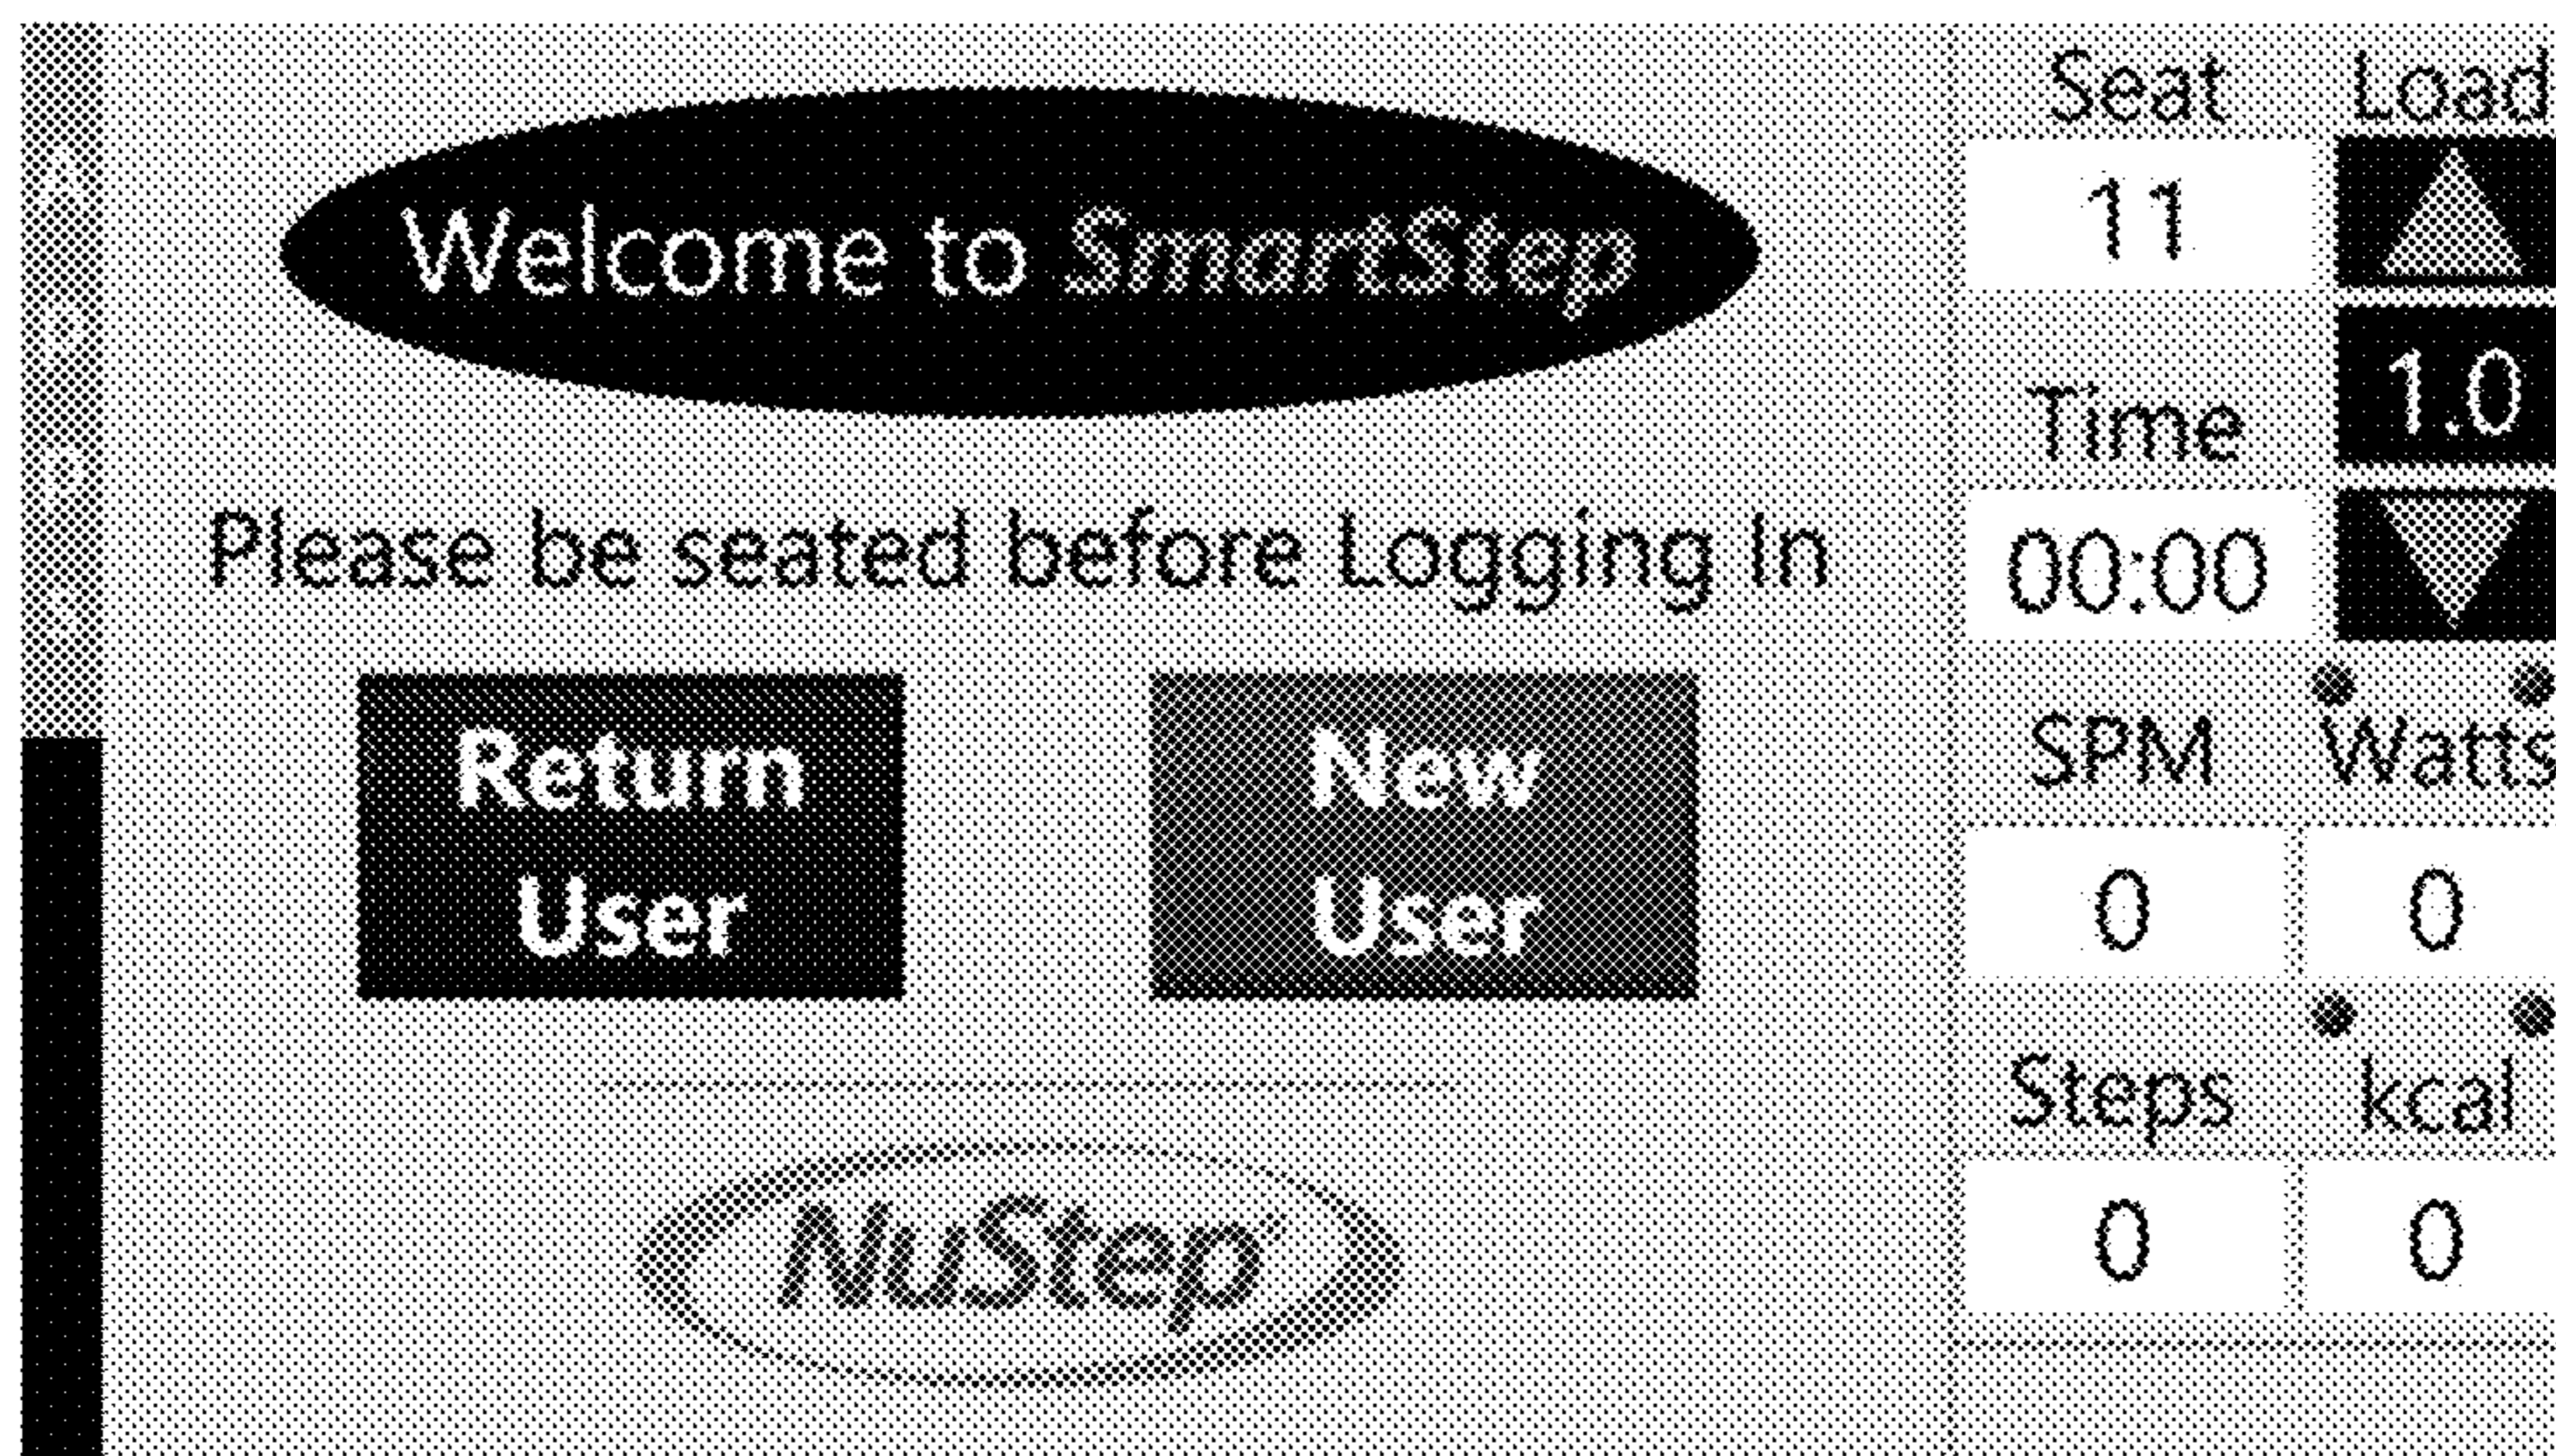 Welcome to SmartStep
Please be seated before Logging In
Return
User
New
User
NuStep
Seat
11
Load
1.0
Time
00:00
SPM
0
Watts
0
Steps
0
kcal
0